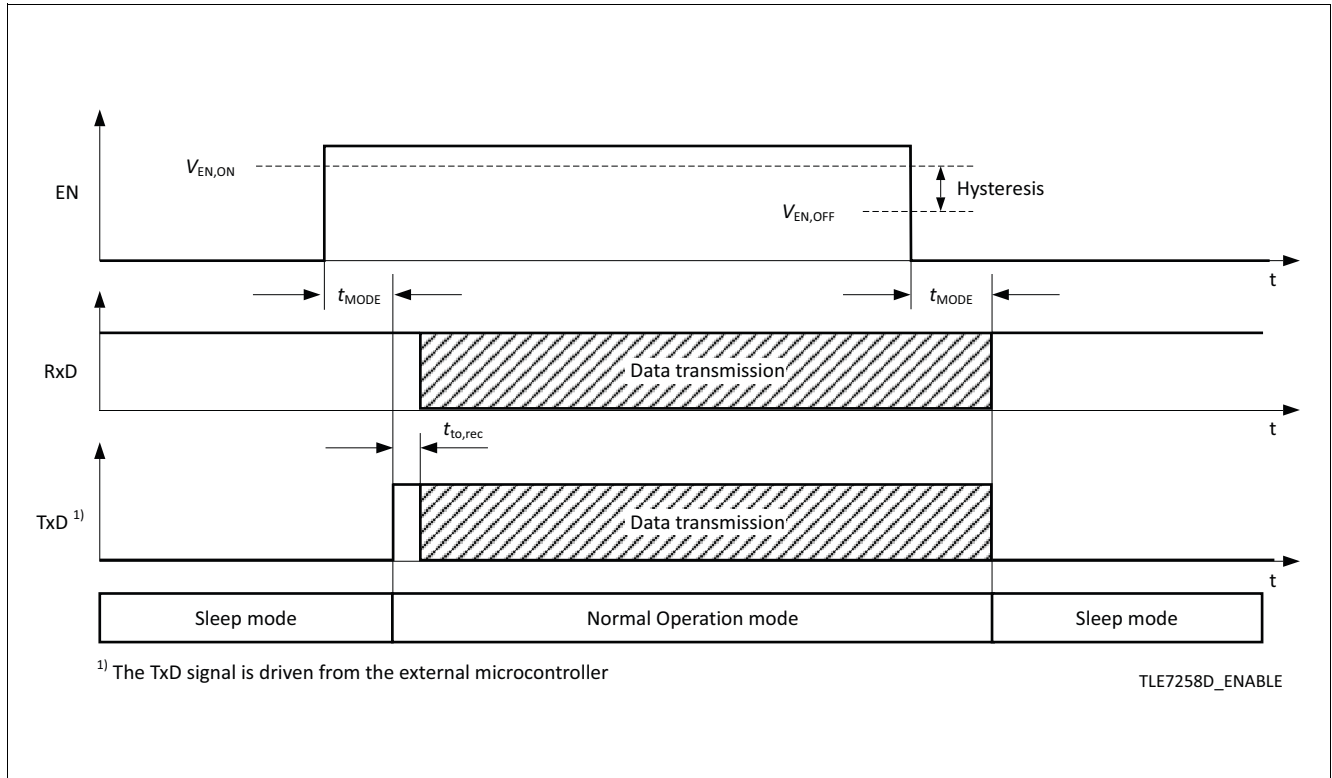 V_EN,ON
EN
Hysteresis
V_EN,OFF
t
t_MODE
t_MODE
RxD
Data transmission
t
t_to,rec
TxD ¹⁾
Data transmission
t
Sleep mode
Normal Operation mode
Sleep mode
¹⁾ The TxD signal is driven from the external microcontroller
TLE7258D_ENABLE